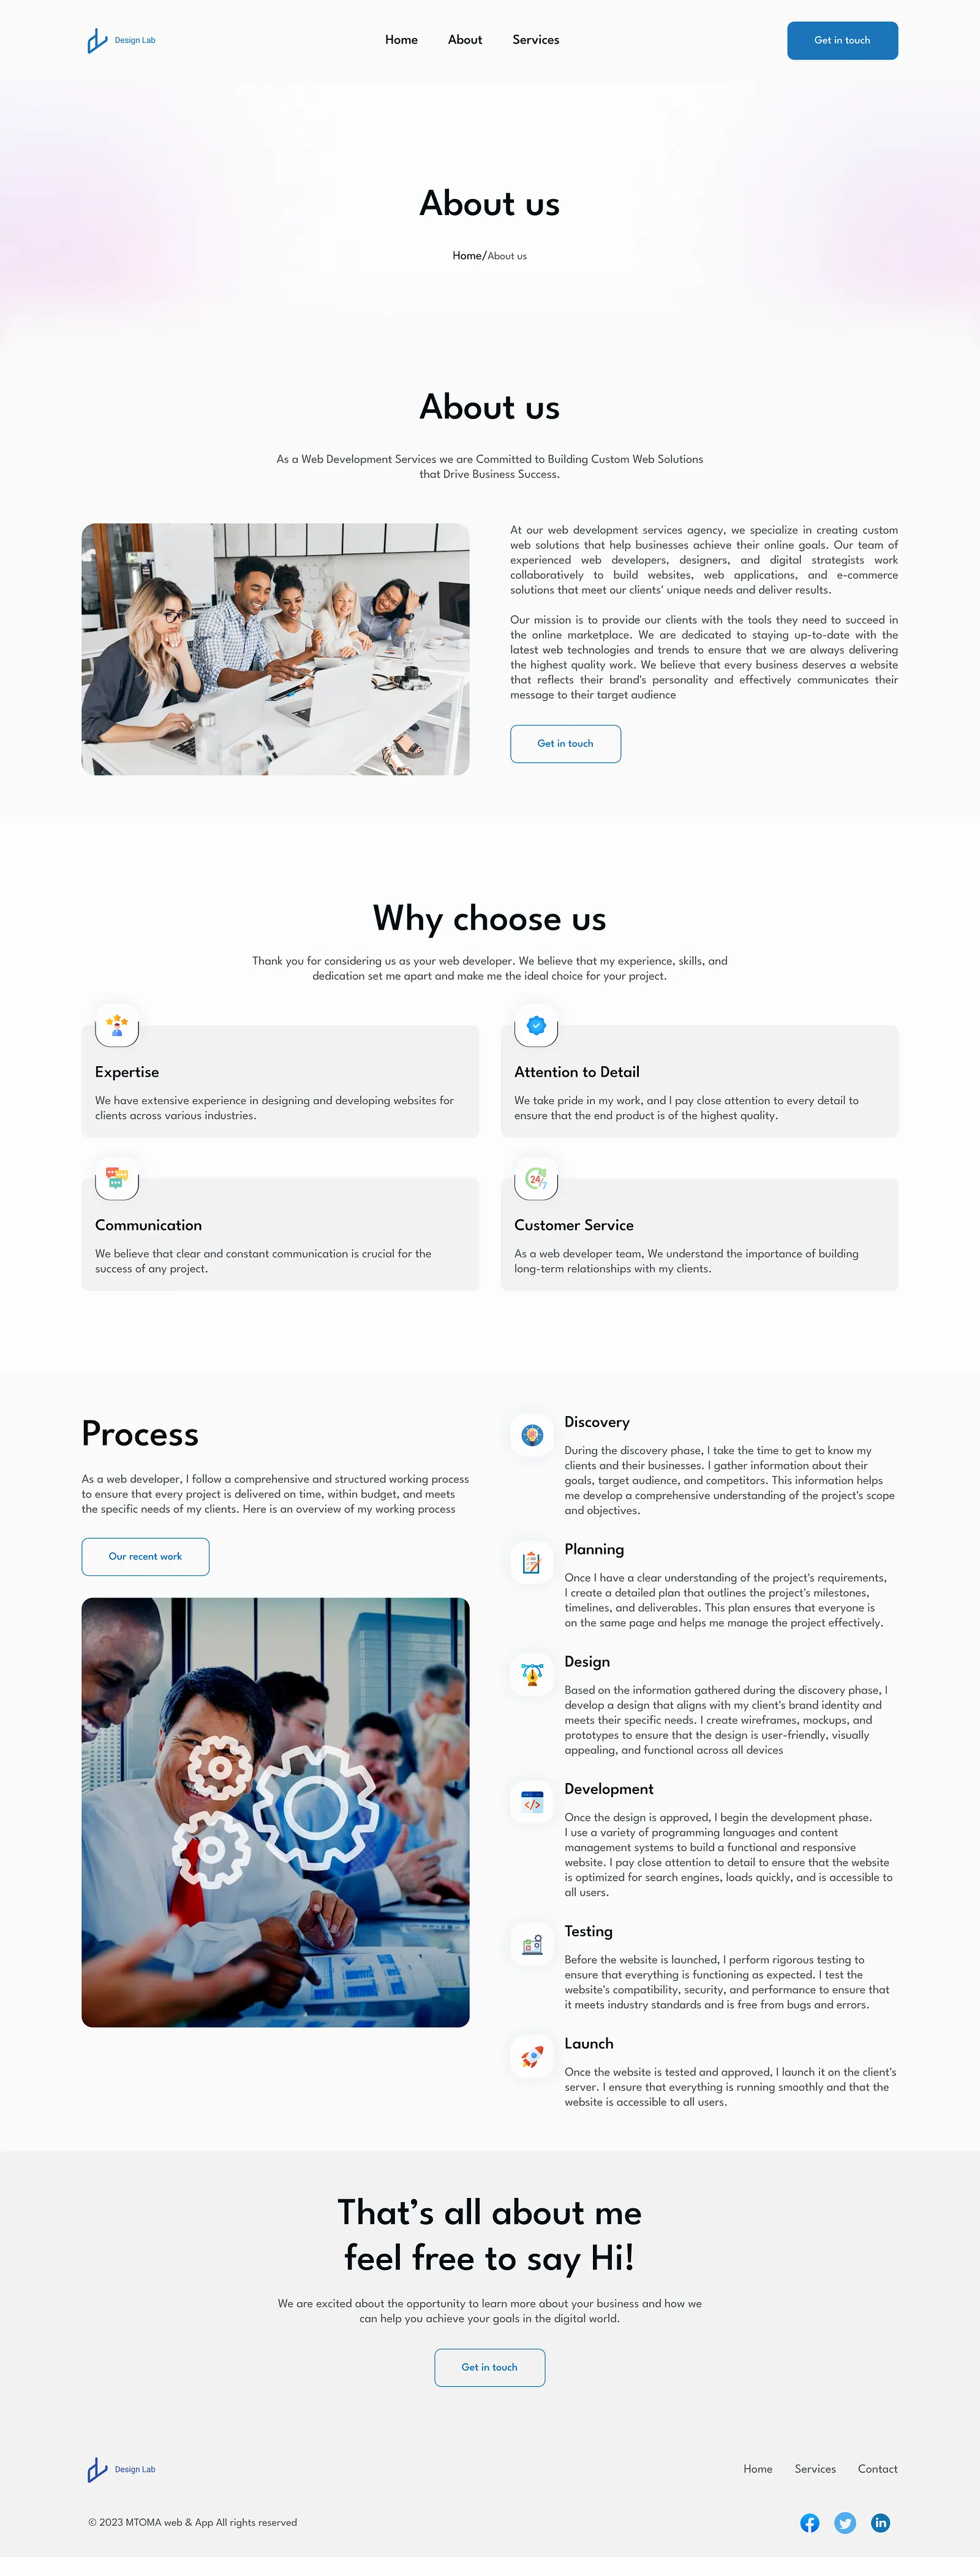 Design Lab
Home About Services
Get in touch
About us
Home/About us
About us
As a Web Development Services we are Committed to Building Custom Web Solutions
that Drive Business Success.
At our web development services agency, we specialize in creating custom
web solutions that help businesses achieve their online goals. Our team of
experienced web developers, designers, and digital strategists work
collaboratively to build websites, web applications, and e-commerce
solutions that meet our clients' unique needs and deliver results.
Our mission is to provide our clients with the tools they need to succeed in
the online marketplace. We are dedicated to staying up-to-date with the
latest web technologies and trends to ensure that we are always delivering
the highest quality work. We believe that every business deserves a website
that reflects their brand's personality and effectively communicates their
message to their target audience
Get in touch
Why choose us
Thank you for considering us as your web developer. We believe that my experience, skills, and
dedication set me apart and make me the ideal choice for your project.
Expertise
We have extensive experience in designing and developing websites for
clients across various industries.
Attention to Detail
We take pride in my work, and I pay close attention to every detail to
ensure that the end product is of the highest quality.
Communication
We believe that clear and constant communication is crucial for the
success of any project.
24/7
Customer Service
As a web developer team, We understand the importance of building
long-term relationships with my clients.
Process
As a web developer, I follow a comprehensive and structured working process
to ensure that every project is delivered on time, within budget, and meets
the specific needs of my clients. Here is an overview of my working process
Our recent work
Discovery
During the discovery phase, I take the time to get to know my
clients and their businesses. I gather information about their
goals, target audience, and competitors. This information helps
me develop a comprehensive understanding of the project's scope
and objectives.
Planning
Once I have a clear understanding of the project's requirements,
I create a detailed plan that outlines the project's milestones,
timelines, and deliverables. This plan ensures that everyone is
on the same page and helps me manage the project effectively.
Design
Based on the information gathered during the discovery phase, I
develop a design that aligns with my client's brand identity and
meets their specific needs. I create wireframes, mockups, and
prototypes to ensure that the design is user-friendly, visually
appealing, and functional across all devices
Development
Once the design is approved, I begin the development phase.
I use a variety of programming languages and content
management systems to build a functional and responsive
website. I pay close attention to detail to ensure that the website
is optimized for search engines, loads quickly, and is accessible to
all users.
Testing
Before the website is launched, I perform rigorous testing to
ensure that everything is functioning as expected. I test the
website's compatibility, security, and performance to ensure that
it meets industry standards and is free from bugs and errors.
Launch
Once the website is tested and approved, I launch it on the client's
server. I ensure that everything is running smoothly and that the
website is accessible to all users.
That's all about me
feel free to say Hi!
We are excited about the opportunity to learn more about your business and how we
can help you achieve your goals in the digital world.
Get in touch
Design Lab
Home Services Contact
© 2023 MTOMA web & App All rights reserved